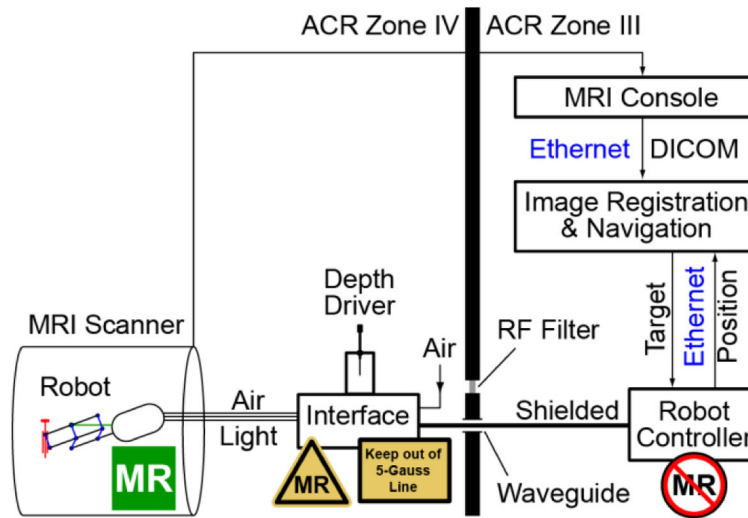 ACR Zone IV
ACR Zone III
MRI Console
Ethernet DICOM
Image Registration
& Navigation
Depth
Driver
MRI Scanner
Air
RF Filter
Target
Ethernet
Position
Robot
Air
Light
Interface
Shielded
Robot
Controller
MR
MR
Keep out of
5-Gauss
Line
Waveguide
MR